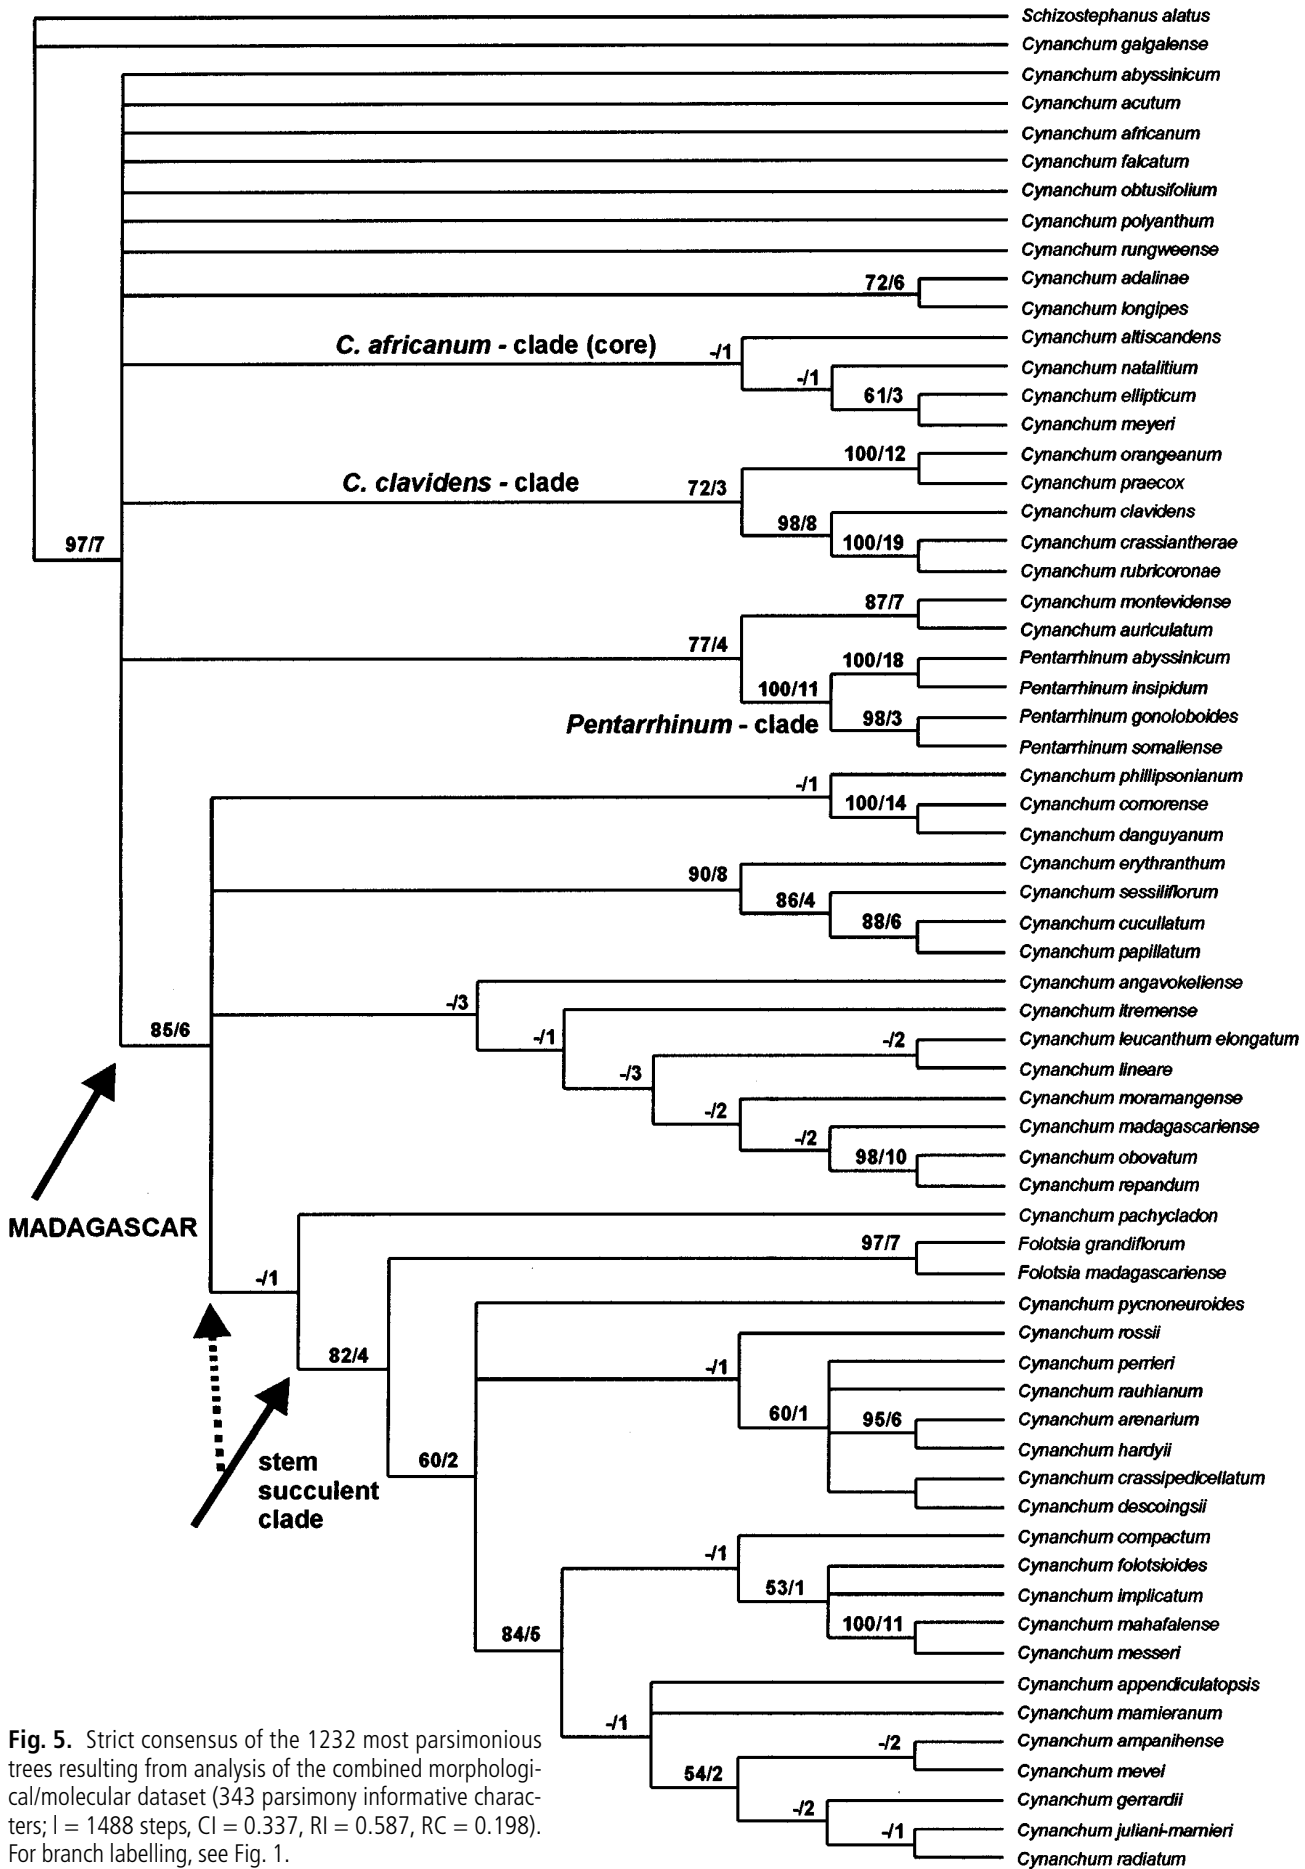 Schizostephanus alatus
Cynanchum galgalense
Cynanchum abyssinicum
Cynanchum acutum
Cynanchum africanum
Cynanchum falcatum
Cynanchum obtusifolium
Cynanchum polyanthum
Cynanchum rungweense
72/6
Cynanchum adalinae
Cynanchum longipes
C. africanum - clade (core)
-/1
Cynanchum altiscandens
-/1
Cynanchum natalitium
61/3
Cynanchum ellipticum
Cynanchum meyeri
100/12
Cynanchum orangeanum
C. clavidens - clade
72/3
Cynanchum praecox
98/8
Cynanchum clavidens
97/7
100/19
Cynanchum crassiantherae
Cynanchum rubricoronae
87/7
Cynanchum montevidense
Cynanchum auriculatum
77/4
100/18
Pentarrhinum abyssinicum
100/11
Pentarrhinum insipidum
Pentarrhinum - clade
98/3
Pentarrhinum gonoloboides
Pentarrhinum somaliense
-/1
Cynanchum phillipsonianum
100/14
Cynanchum comorense
Cynanchum danguyanum
90/8
Cynanchum erythranthum
86/4
Cynanchum sessiliflorum
88/6
Cynanchum cucullatum
Cynanchum papillatum
-/3
Cynanchum angavokeliense
85/6
-/1
Cynanchum itremense
-/2
Cynanchum leucanthum elongatum
-/3
Cynanchum lineare
-/2
Cynanchum moramangense
-/2
Cynanchum madagascariense
98/10
Cynanchum obovatum
Cynanchum repandum
MADAGASCAR
Cynanchum pachycladon
97/7
Folotsia grandiflorum
-/1
Folotsia madagascariense
Cynanchum pycnoneuroides
Cynanchum rossii
82/4
-/1
Cynanchum perrieri
Cynanchum rauhianum
60/1
95/6
Cynanchum arenarium
Cynanchum hardyii
stem
succulent
clade
60/2
Cynanchum crassipedicellatum
Cynanchum descoingsii
-/1
Cynanchum compactum
53/1
Cynanchum folotsioides
Cynanchum implicatum
84/5
100/11
Cynanchum mahafalense
Cynanchum messeri
Cynanchum appendiculatopsis
-/1
Cynanchum marnieranum
-/2
Cynanchum ampanihense
54/2
Cynanchum mevei
-/2
Cynanchum gerrardii
-/1
Cynanchum juliani-marnieri
Cynanchum radiatum
Fig. 5. Strict consensus of the 1232 most parsimonious
trees resulting from analysis of the combined morphologi-
cal/molecular dataset (343 parsimony informative charac-
ters; l = 1488 steps, CI = 0.337, RI = 0.587, RC = 0.198).
For branch labelling, see Fig. 1.